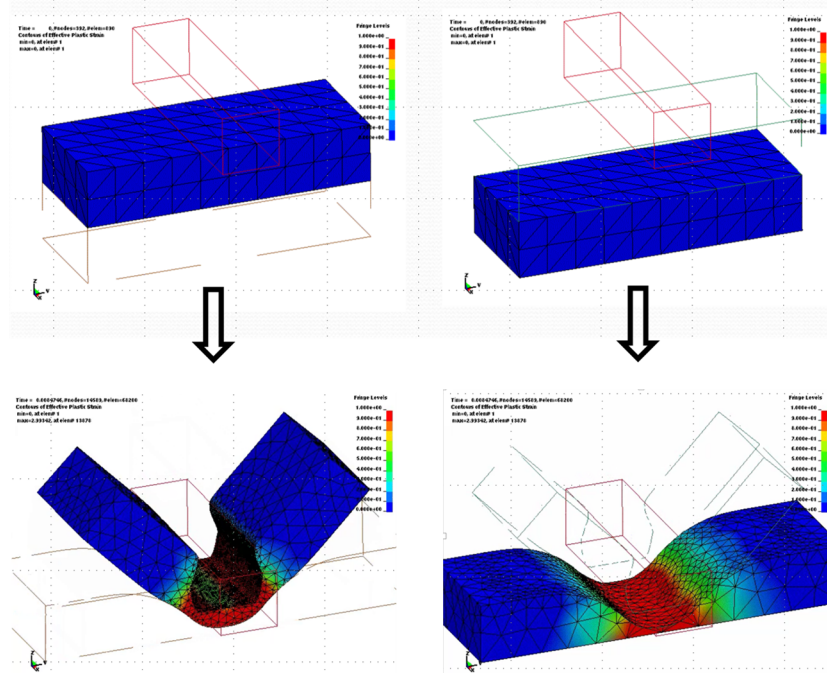 Time = 0, #nodes=392, #elem=836
Contours of Effective Plastic Strain
min=0, at elem# 1
max=0, at elem# 1
Fringe Levels
1.000e+00
9.000e-01
8.000e-01
7.000e-01
6.000e-01
5.000e-01
4.000e-01
3.000e-01
2.000e-01
1.000e-01
0.000e+00
Z
Y
X
Contours of Effective Plastic Strain
min=0, at elem# 1
max=0, at elem# 1
Fringe Levels
1.000e+00
9.000e-01
8.000e-01
7.000e-01
6.000e-01
5.000e-01
4.000e-01
3.000e-01
2.000e-01
1.000e-01
0.000e+00
Z
Y
X
Contours of Effective Plastic Strain
min=0, at elem# 1
Fringe Levels
1.000e+00
9.000e-01
8.000e-01
7.000e-01
6.000e-01
5.000e-01
4.000e-01
3.000e-01
2.000e-01
1.000e-01
0.000e+00
Z
Y
X
Contours of Effective Plastic Strain
min=0, at elem# 1
Fringe Levels
1.000e+00
9.000e-01
8.000e-01
7.000e-01
6.000e-01
5.000e-01
4.000e-01
3.000e-01
2.000e-01
1.000e-01
0.000e+00
Z
Y
X